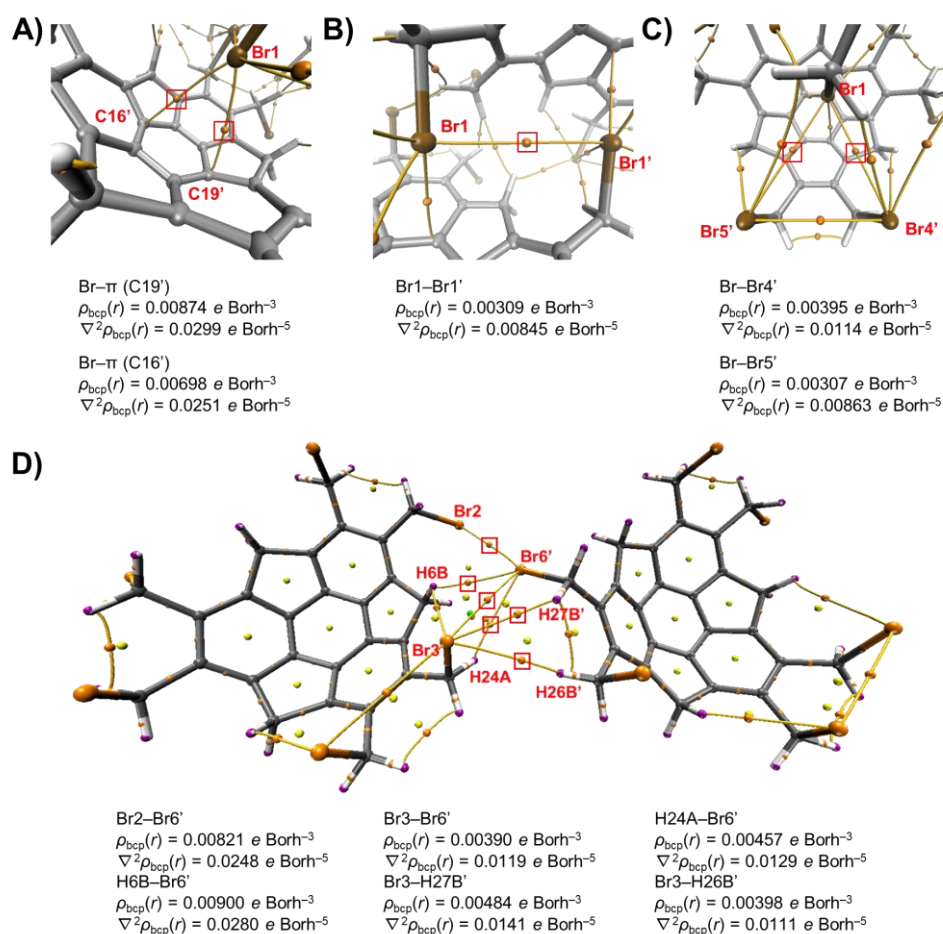 A)
Br1
C16'
C19'
Br–π (C19')
ρbcp(r) = 0.00874 e Borh–3
∇2ρbcp(r) = 0.0299 e Borh–5
Br–π (C16')
ρbcp(r) = 0.00698 e Borh–3
∇2ρbcp(r) = 0.0251 e Borh–5
B)
Br1
Br1'
Br1–Br1'
ρbcp(r) = 0.00309 e Borh–3
∇2ρbcp(r) = 0.00845 e Borh–5
C)
Br1
Br5'
Br4'
Br–Br4'
ρbcp(r) = 0.00395 e Borh–3
∇2ρbcp(r) = 0.0114 e Borh–5
Br–Br5'
ρbcp(r) = 0.00307 e Borh–3
∇2ρbcp(r) = 0.00863 e Borh–5
D)
Br2
Br6'
H6B
H27B'
Br3
H24A
H26B'
Br2–Br6'
ρbcp(r) = 0.00821 e Borh–3
∇2ρbcp(r) = 0.0248 e Borh–5
H6B–Br6'
ρbcp(r) = 0.00900 e Borh–3
∇2ρbcp(r) = 0.0280 e Borh–5
Br3–Br6'
ρbcp(r) = 0.00390 e Borh–3
∇2ρbcp(r) = 0.0119 e Borh–5
Br3–H27B'
ρbcp(r) = 0.00484 e Borh–3
∇2ρbcp(r) = 0.0141 e Borh–5
H24A–Br6'
ρbcp(r) = 0.00457 e Borh–3
∇2ρbcp(r) = 0.0129 e Borh–5
Br3–H26B'
ρbcp(r) = 0.00398 e Borh–3
∇2ρbcp(r) = 0.0111 e Borh–5